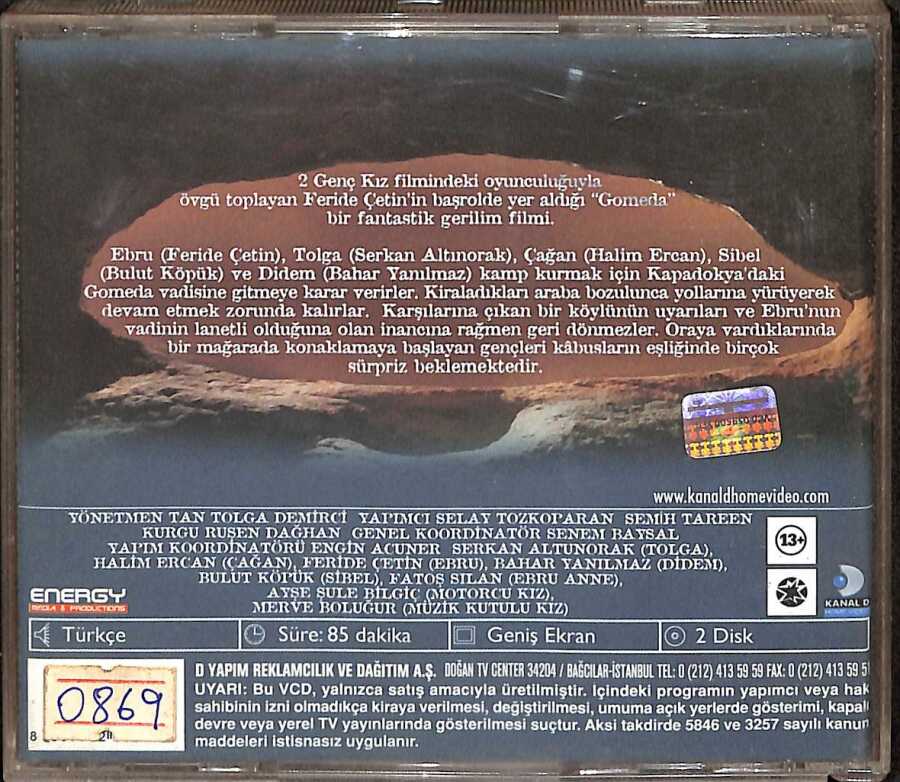 2 Genç Kız filmindeki oyunculuğuyla
övgü toplayan Feride Çetin'in başrolde yer aldığı "Gomeda"
bir fantastik gerilim filmi.
Ebru (Feride Çetin), Tolga (Serkan Altınorak), Çağan (Halim Ercan), Sibel
(Bulut Köpük) ve Didem (Bahar Yanılmaz) kamp kurmak için Kapadokya'daki
Gomeda vadisine gitmeye karar verirler. Kiraladıkları araba bozulunca yollarına yürüyerek
devam etmek zorunda kalırlar. Karşılarına çıkan bir köylünün uyarıları ve Ebru'nun
vadinin lanetli olduğuna olan inancına rağmen geri dönmezler. Oraya vardıklarında
bir mağarada konaklamaya başlayan gençleri kâbusların eşliğinde birçok
sürpriz beklemektedir.
www.kanaldhomevideo.com
YÖNETMEN TAN TOLGA DEMİRCİ YAPIMCI SELAY TOZKOPARAN SEMİH TAREEN
KURGU RUSEN DAĞHAN GENEL KOORDİNATÖR SENEM BAYSAL
YAPIM KOORDİNATÖRÜ ENGİN ACUNER SERKAN ALTUNORAK (TOLGA),
HALİM ERCAN (ÇAĞAN), FERİDE ÇETİN (EBRU), BAHAR YANILMAZ (DİDEM),
BULUT KÖPÜK (SİBEL), FATOŞ SILAN (EBRU ANNE),
AYŞE ŞULE BİLGİÇ (MOTORCU KIZ),
MERVE BOLUĞUR (MÜZİK KUTULU KIZ)
13+
ENERGY
MEDIA & PRODUCTIONS
KANAL D
HOME VIDEO
Türkçe Süre: 85 dakika Geniş Ekran 2 Disk
D YAPIM REKLAMCILIK VE DAĞITIM A.Ş. DOĞAN TV CENTER 34204 / BAĞCILAR-İSTANBUL TEL: 0 (212) 413 59 59 FAX: 0 (212) 413 59 5
UYARI: Bu VCD, yalnızca satış amacıyla üretilmiştir. İçindeki programın yapımcı veya hak
sahibinin izni olmadıkça kiraya verilmesi, değiştirilmesi, umuma açık yerlerde gösterimi, kapal
devre veya yerel TV yayınlarında gösterilmesi suçtur. Aksi takdirde 5846 ve 3257 sayılı kanun
maddeleri istisnasız uygulanır.
0869
8